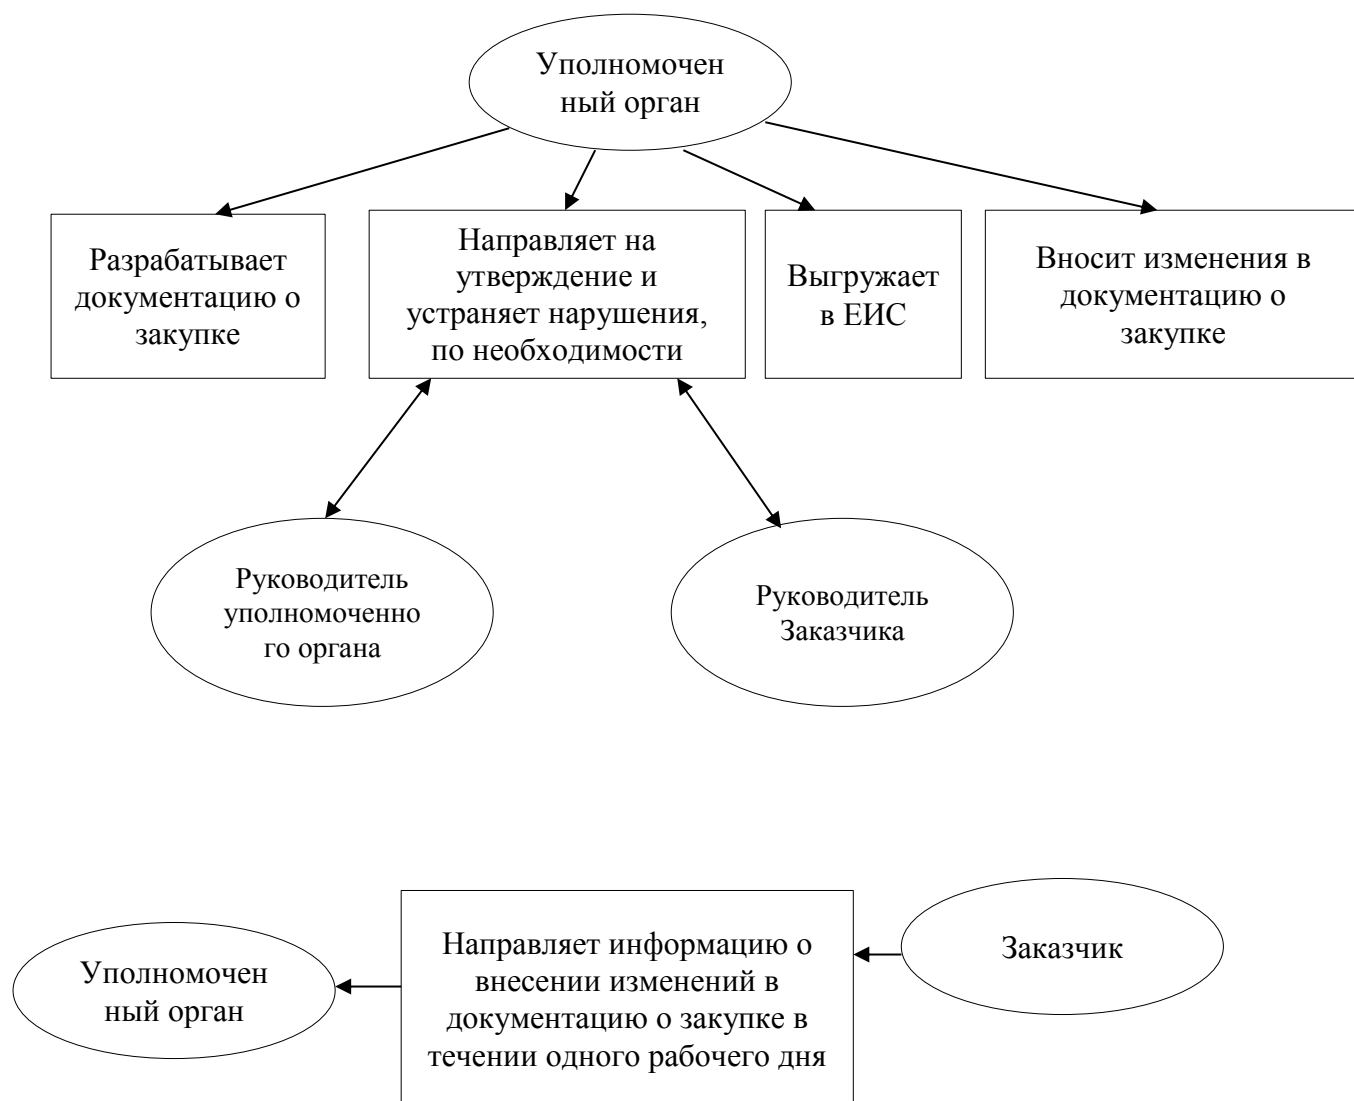 Уполномочен
ный орган
Разрабатывает
документацию о
закупке
Направляет на
утверждение и
устраняет нарушения,
по необходимости
Выгружает
в ЕИС
Вносит изменения в
документацию о
закупке
Руководитель
уполномоченно
го органа
Руководитель
Заказчика
Уполномочен
ный орган
Направляет информацию о
внесении изменений в
документацию о закупке в
течении одного рабочего дня
Заказчик